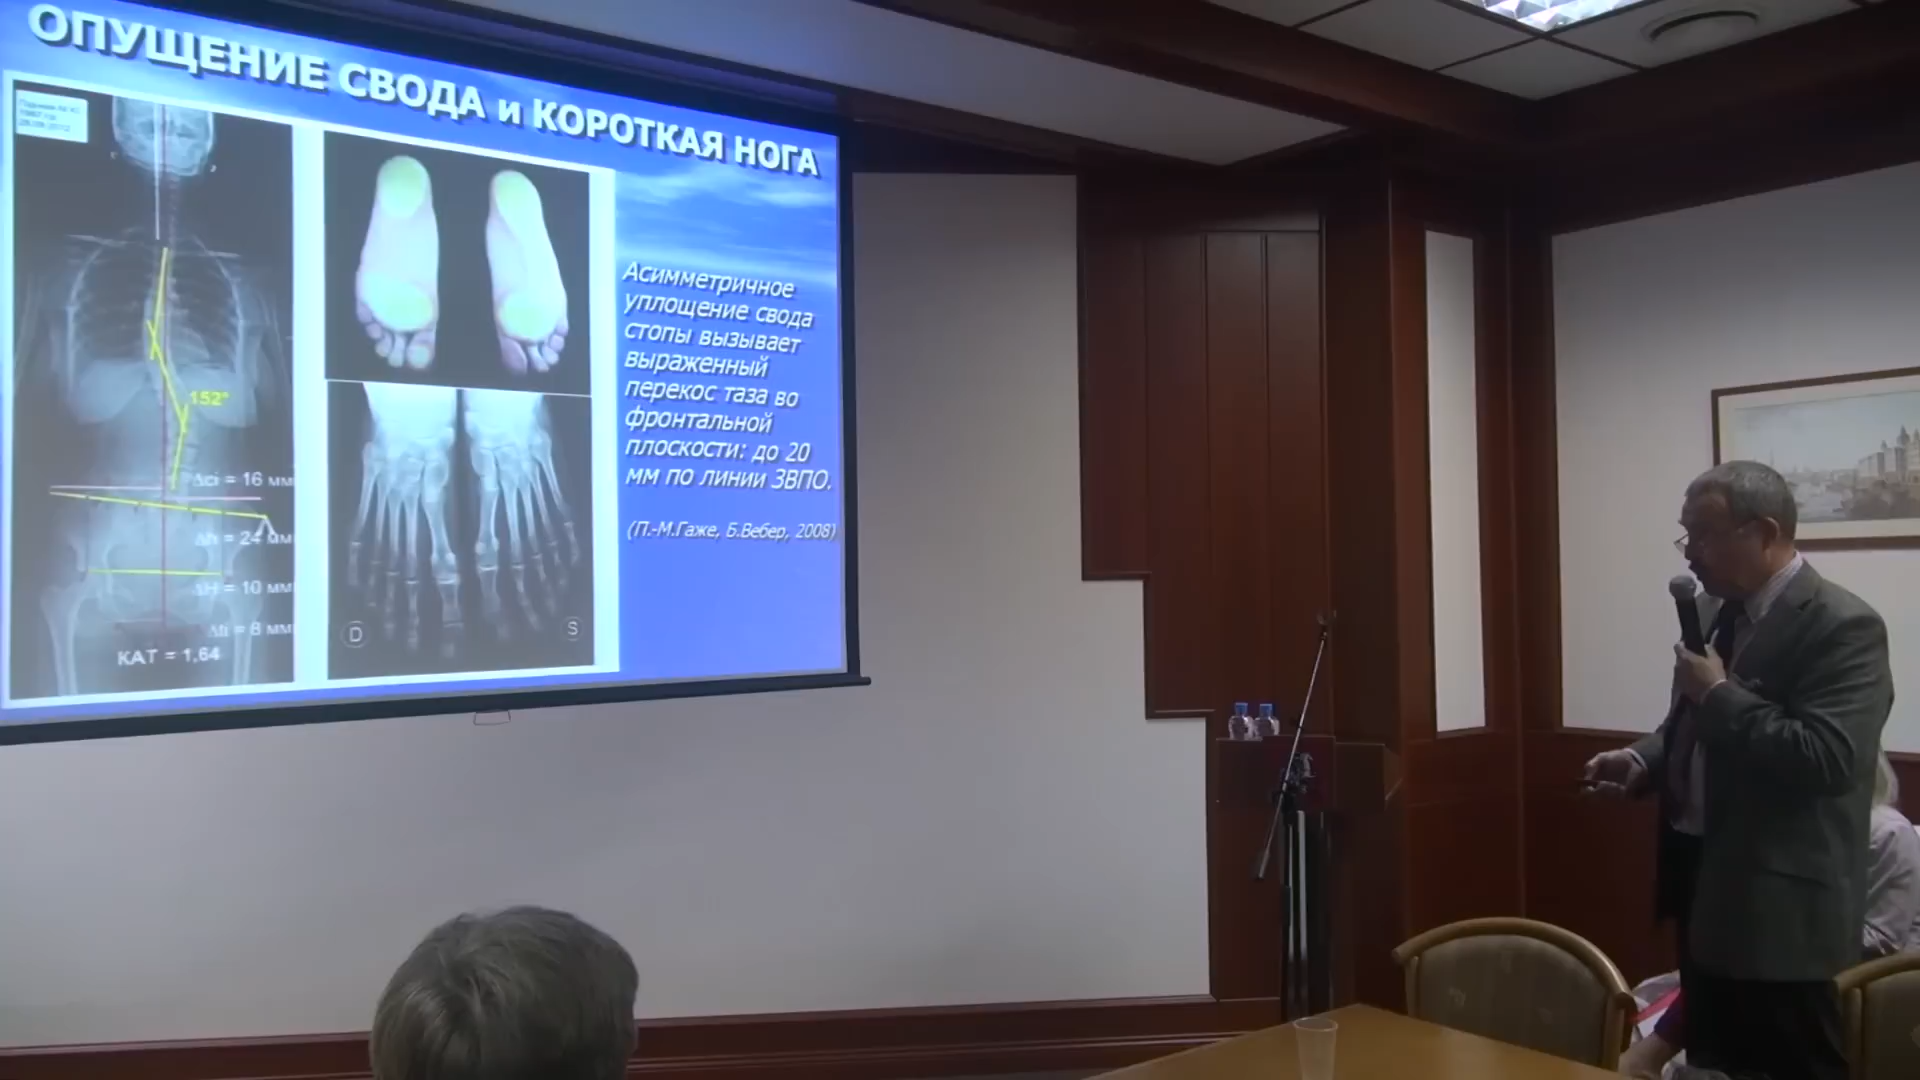 ОПУЩЕНИЕ СВОДА и КОРОТКАЯ НОГА
152°
Δci = 16 мм
Δh = 24 мм
ΔH = 10 мм
= 8 мм
КАТ = 1,64
D
S
Асимметричное
уплощение свода
стопы вызывает
выраженный
перекос таза во
фронтальной
плоскости: до 20
мм по линии ЗВПО.
(П.-М.Гаже, Б.Вебер, 2008)